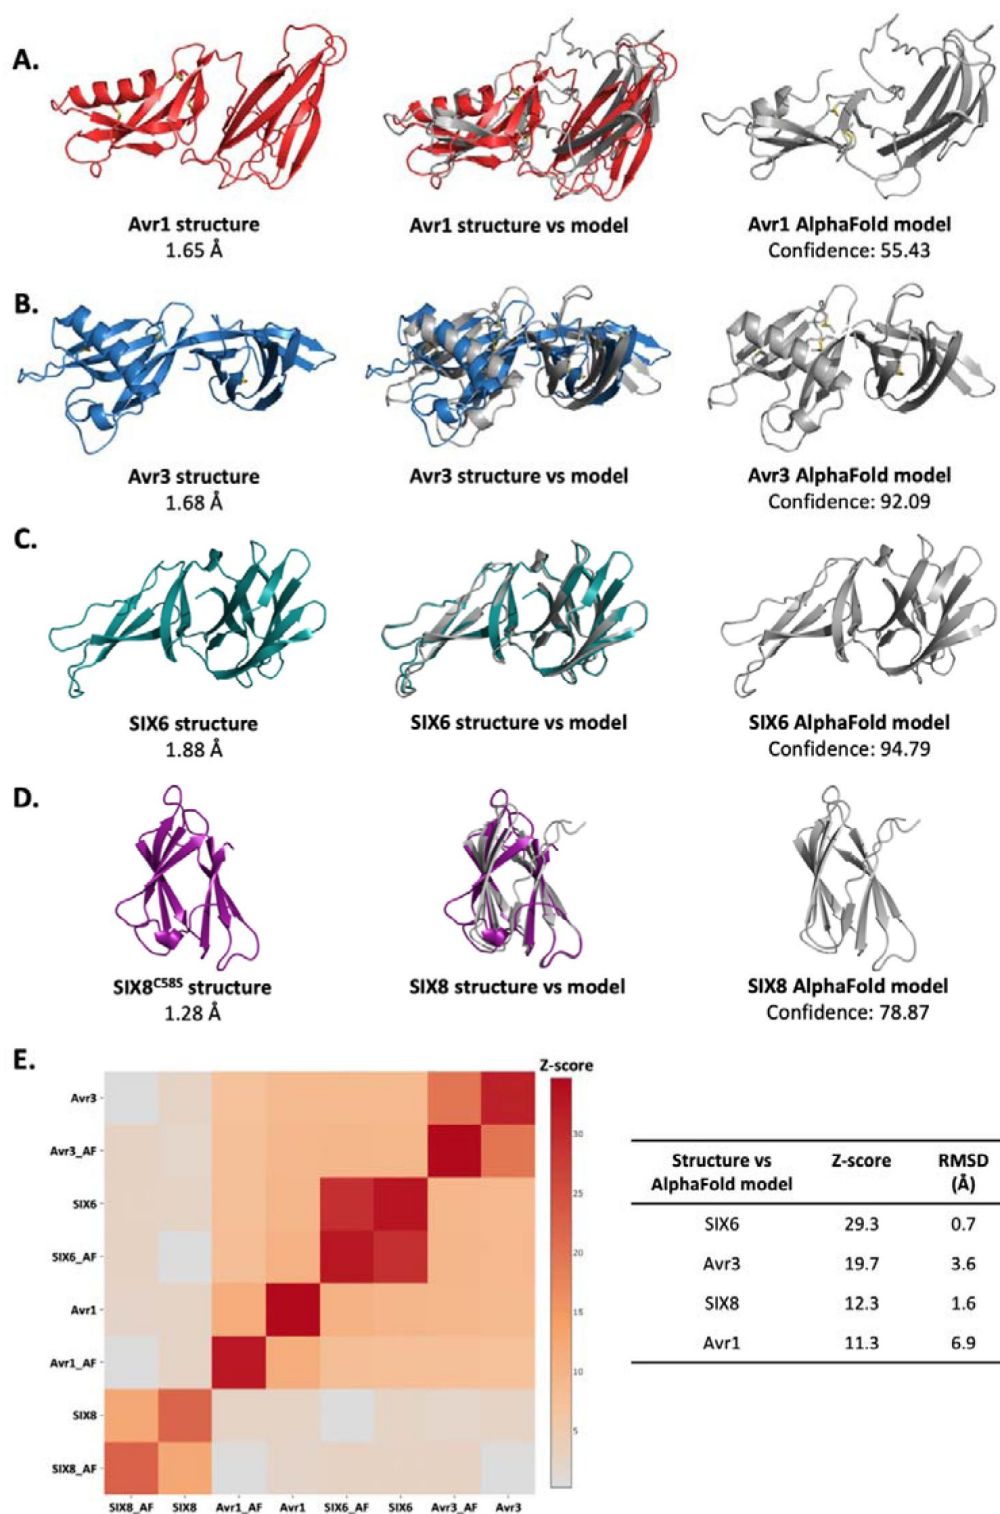 A.
Avr1 structure
1.65 Å
Avr1 structure vs model
Avr1 AlphaFold model
Confidence: 55.43
B.
Avr3 structure
1.68 Å
Avr3 structure vs model
Avr3 AlphaFold model
Confidence: 92.09
C.
SIX6 structure
1.88 Å
SIX6 structure vs model
SIX6 AlphaFold model
Confidence: 94.79
D.
SIX8C58S structure
1.28 Å
SIX8 structure vs model
SIX8 AlphaFold model
Confidence: 78.87
E.
Z-score
Avr3
Avr3_AF
SIX6
SIX6_AF
Avr1
Avr1_AF
SIX8
SIX8_AF
SIX8_AF SIX8 Avr1_AF Avr1 SIX6_AF SIX6 Avr3_AF Avr3
30
25
20
15
10
5
Structure vs Z-score RMSD
AlphaFold model (Å)
SIX6 29.3 0.7
Avr3 19.7 3.6
SIX8 12.3 1.6
Avr1 11.3 6.9